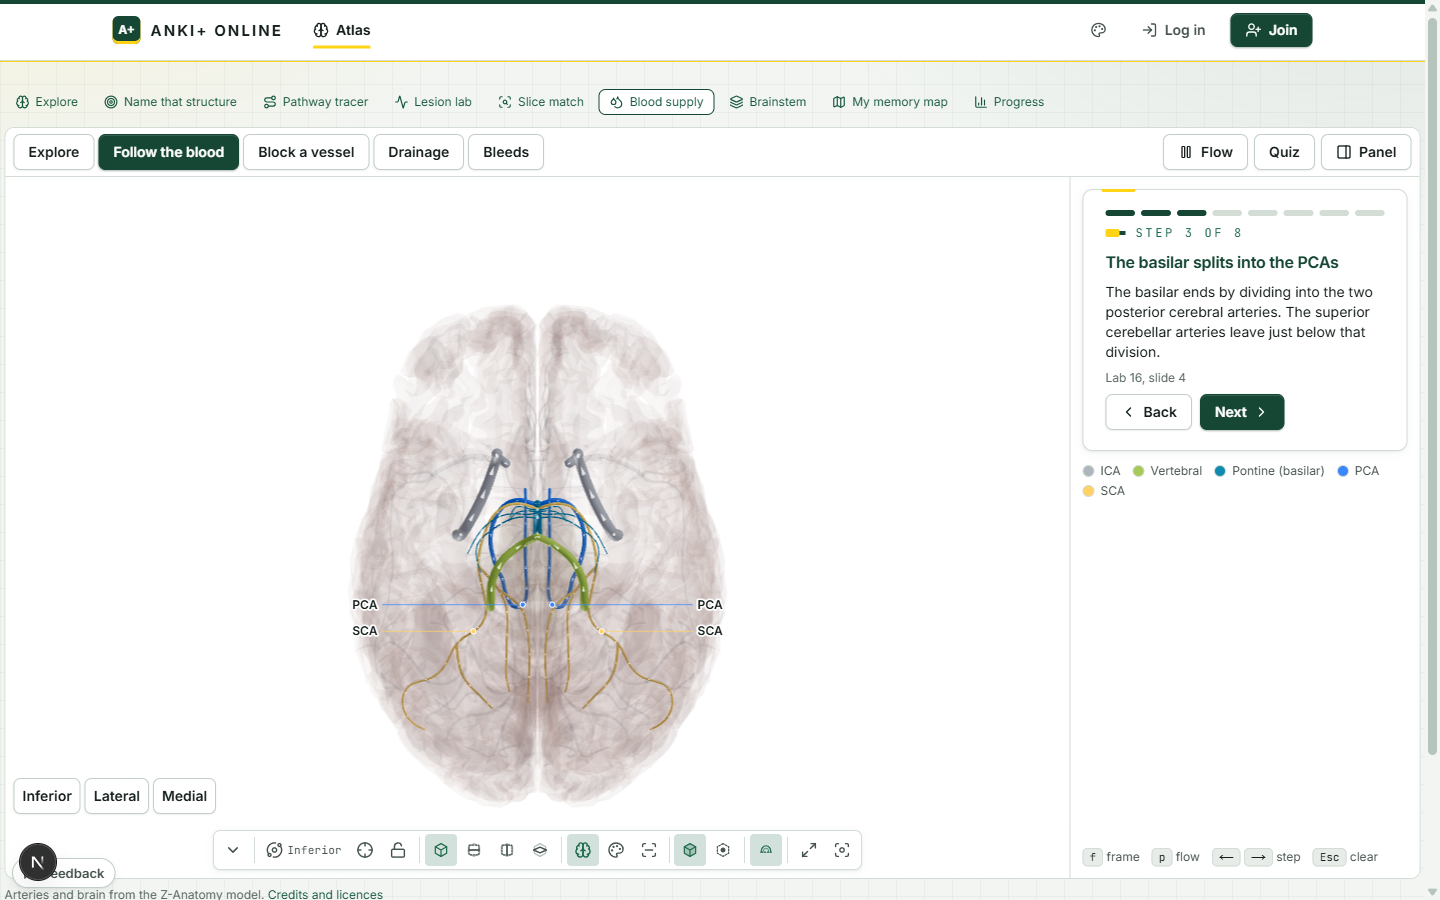 A+ ANKI+ ONLINE Atlas Log in Join
Explore Name that structure Pathway tracer Lesion lab Slice match Blood supply Brainstem My memory map Progress
Explore Follow the blood Block a vessel Drainage Bleeds Flow Quiz Panel
STEP 3 OF 8
The basilar splits into the PCAs
The basilar ends by dividing into the two
posterior cerebral arteries. The superior
cerebellar arteries leave just below that
division.
Lab 16, slide 4
Back Next
ICA Vertebral Pontine (basilar) PCA
SCA
PCA PCA
SCA SCA
Inferior Lateral Medial
Inferior
f frame p flow ← → step Esc clear
N eedback
Arteries and brain from the Z-Anatomy model. Credits and licences